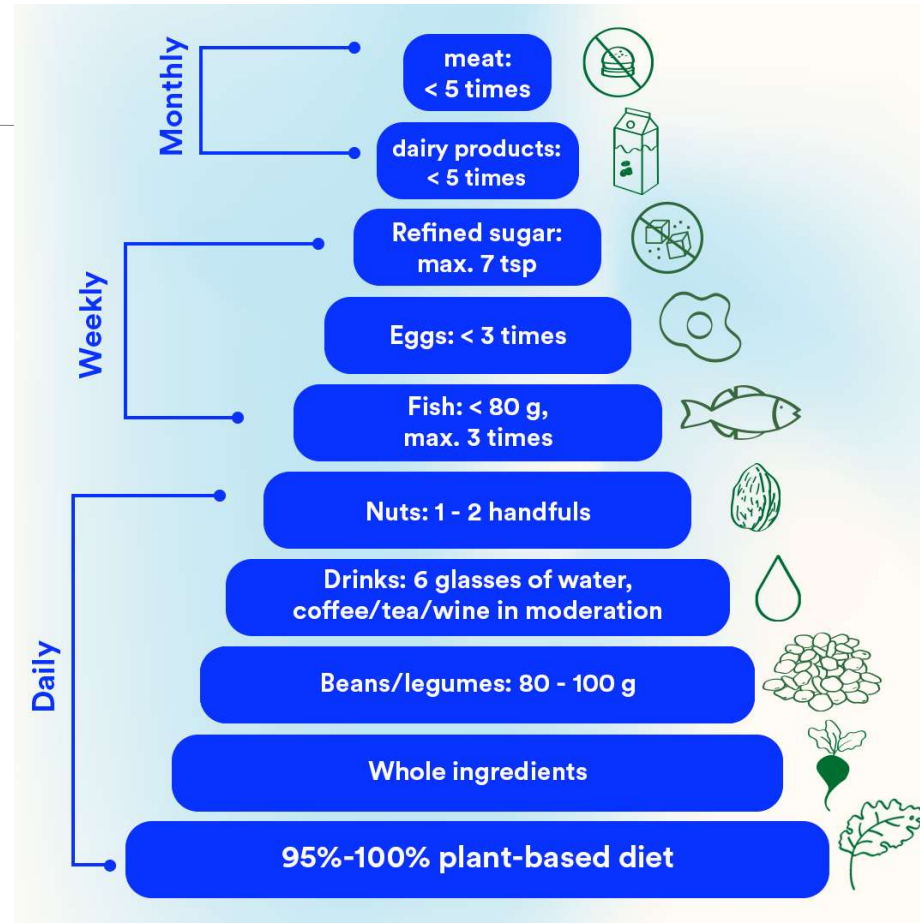 Monthly
meat:
< 5 times
dairy products:
< 5 times
Weekly
Refined sugar:
max. 7 tsp
Eggs: < 3 times
Fish: < 80 g,
max. 3 times
Daily
Nuts: 1 - 2 handfuls
Drinks: 6 glasses of water,
coffee/tea/wine in moderation
Beans/legumes: 80 - 100 g
Whole ingredients
95%-100% plant-based diet